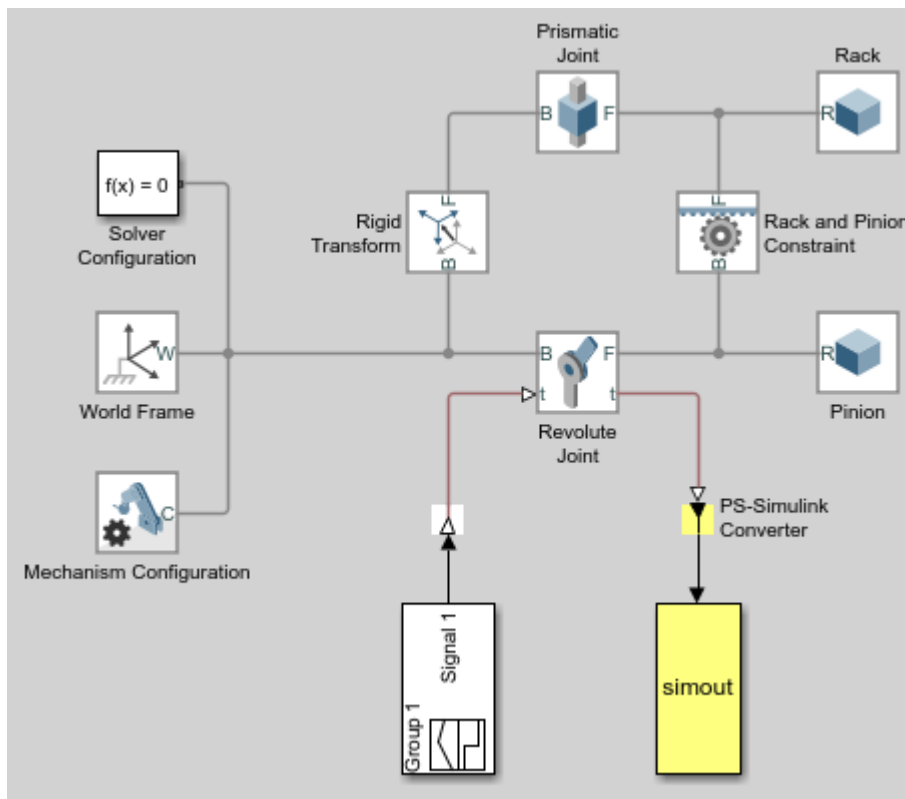 Prismatic
Joint
Rack
B
F
R
f(x) = 0
Solver
Configuration
Rigid
Transform
F
B
F
B
Rack and Pinion
Constraint
W
World Frame
B
F
t
t
Revolute
Joint
R
Pinion
C
Mechanism Configuration
PS-Simulink
Converter
Signal 1
Group 1
simout